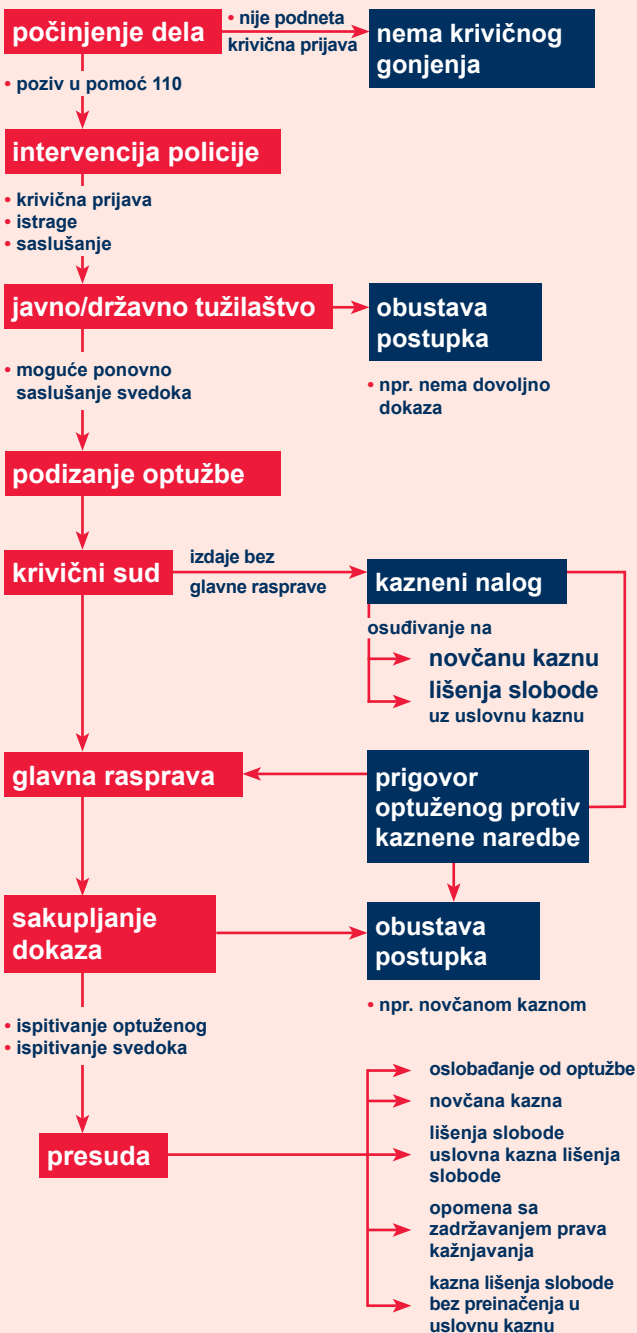 počinjenje dela
• nije podneta
krivična prijava
nema krivičnog
gonjenja
• poziv u pomoć 110
intervencija policije
• krivična prijava
• istrage
• saslušanje
javno/državno tužilaštvo
obustava
postupka
• moguće ponovno
saslušanje svedoka
• npr. nema dovoljno
dokaza
podizanje optužbe
krivični sud
izdaje bez
glavne rasprave
kazneni nalog
osuđivanje na
novčanu kaznu
lišenja slobode
uz uslovnu kaznu
glavna rasprava
prigovor
optuženog protiv
kaznene naredbe
sakupljanje
dokaza
obustava
postupka
• npr. novčanom kaznom
• ispitivanje optuženog
• ispitivanje svedoka
presuda
oslobađanje od optužbe
novčana kazna
lišenja slobode
uslovna kazna lišenja
slobode
opomena sa
zadržavanjem prava
kažnjavanja
kazna lišenja slobode
bez preinačenja u
uslovnu kaznu